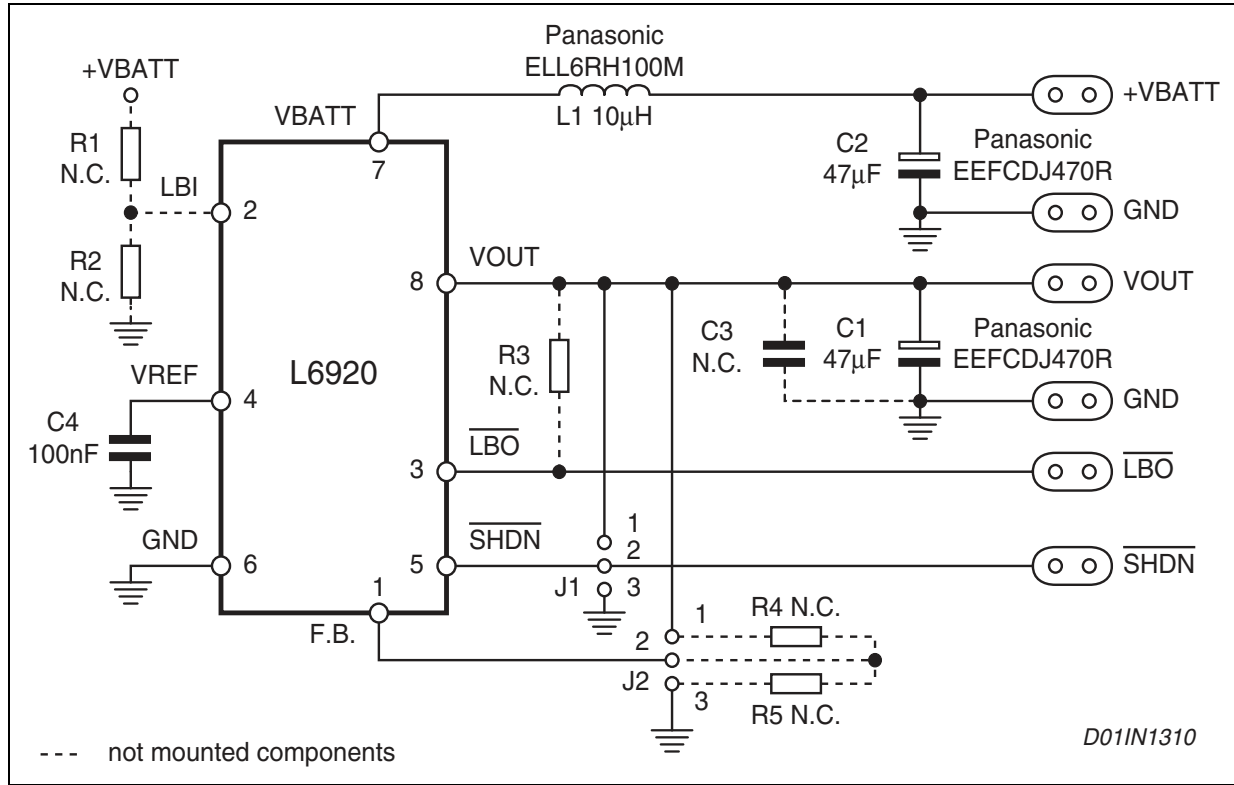 Panasonic
ELL6RH100M
L1 10μH
+VBATT
+VBATT
VBATT
7
R1
N.C.
LBI
2
C2
47μF
Panasonic
EEFCDJ470R
GND
R2
N.C.
VOUT
8
VOUT
L6920
R3
N.C.
C3
N.C.
C1
47μF
Panasonic
EEFCDJ470R
VREF
4
GND
C4
100nF
LBO
3
LBO
GND
6
SHDN
5
1
2
3
J1
SHDN
1
F.B.
1
2
3
J2
R4 N.C.
R5 N.C.
---- not mounted components
D01IN1310